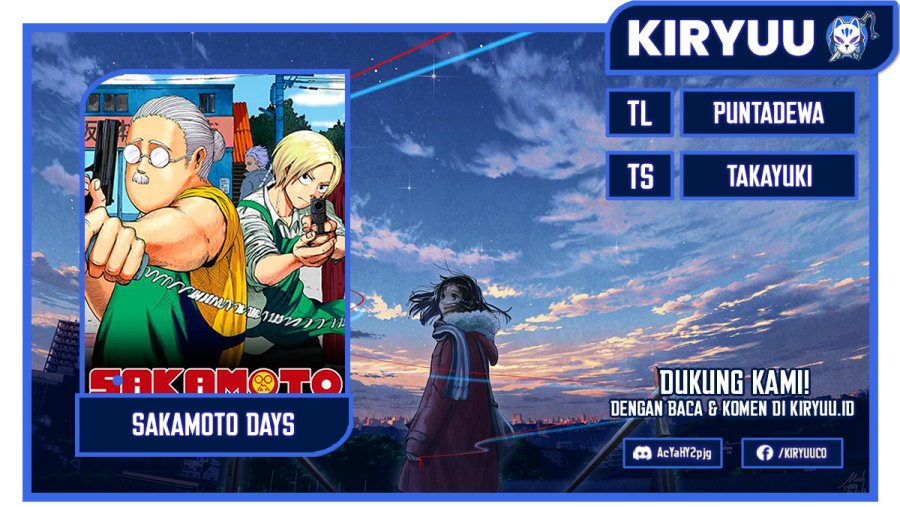 KIRYUU
TL
PUNTADEWA
TS
TAKAYUKI
SAKAMOTO
SAKAMOTO DAYS
DUKUNG KAMI!
DENGAN BACA & KOMEN DI KIRYUU.ID
AcYaHY2pjg
/KIRYUUCO